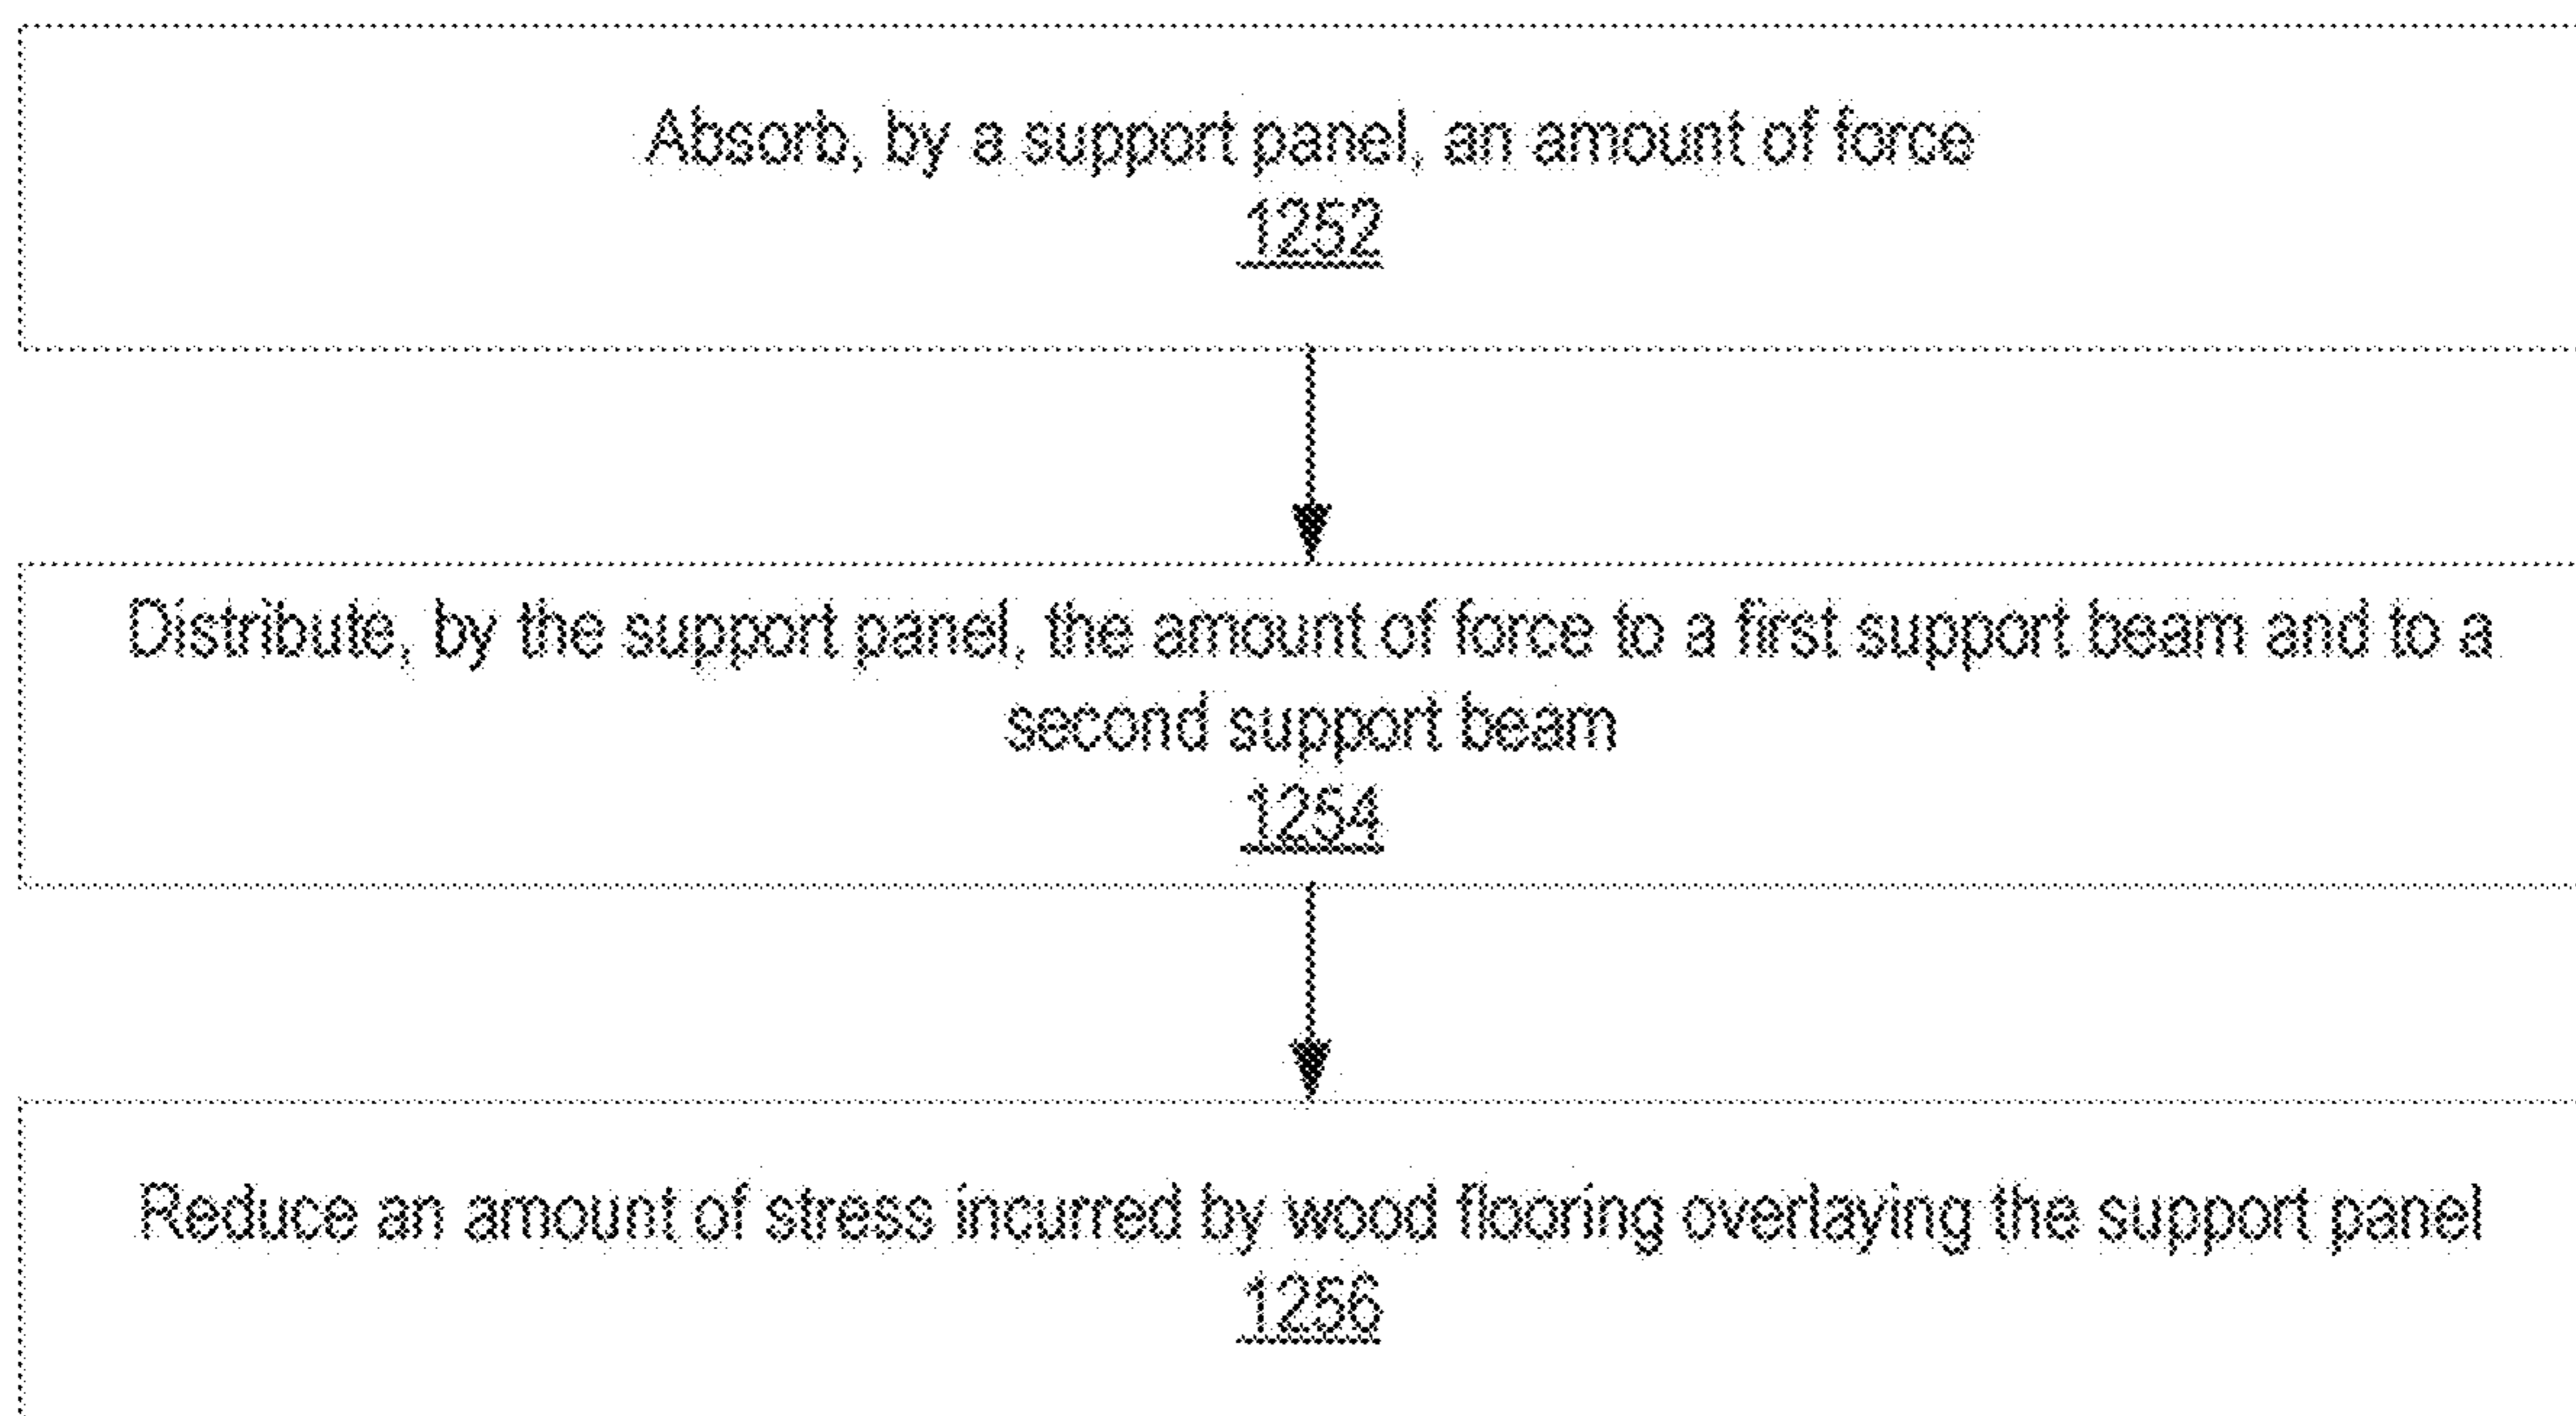 Absorb, by a support panel, an amount of force
1252
Distribute, by the support panel, the amount of force to a first support beam and to a
second support beam
1254
Reduce an amount of stress incurred by wood flooring overlaying the support panel
1256